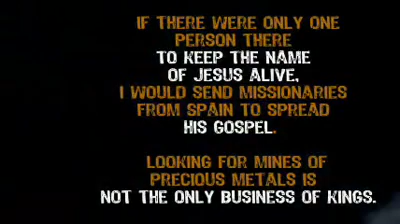 IF THERE WERE ONLY ONE
PERSON THERE
TO KEEP THE NAME
OF JESUS ALIVE,
I WOULD SEND MISSIONARIES
FROM SPAIN TO SPREAD
HIS GOSPEL.
LOOKING FOR MINES OF
PRECIOUS METALS IS
NOT THE ONLY BUSINESS OF KINGS.